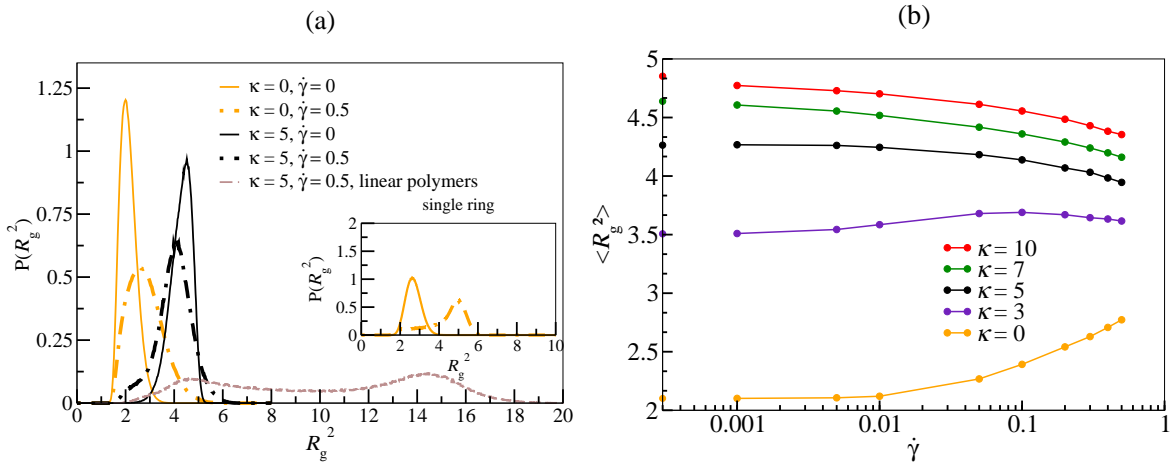 (a)
P(R_g^2)
1.25
1
0.75
0.5
0.25
0
κ = 0, γ̇ = 0
κ = 0, γ̇ = 0.5
κ = 5, γ̇ = 0
κ = 5, γ̇ = 0.5
κ = 5, γ̇ = 0.5, linear polymers
single ring
P(R_g^2)
2
1.5
1
0.5
0
0 2 4 6 8 10
R_g^2
0 2 4 6 8 10 12 14 16 18 20
R_g^2
(b)
<R_g^2>
5
4.5
4
3.5
3
2.5
2
κ = 10
κ = 7
κ = 5
κ = 3
κ = 0
0.001 0.01 0.1 1
γ̇